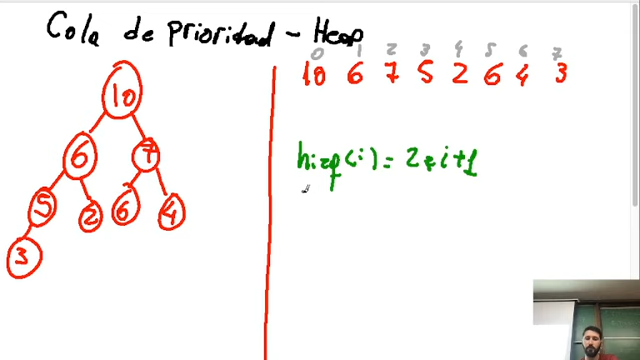 Cola de prioridad - Heap
0 1 2 3 4 5 6 7
10 6 7 5 2 6 4 3
hizq(i) = 2*i+1
10
6 7
5 2 6 4
3